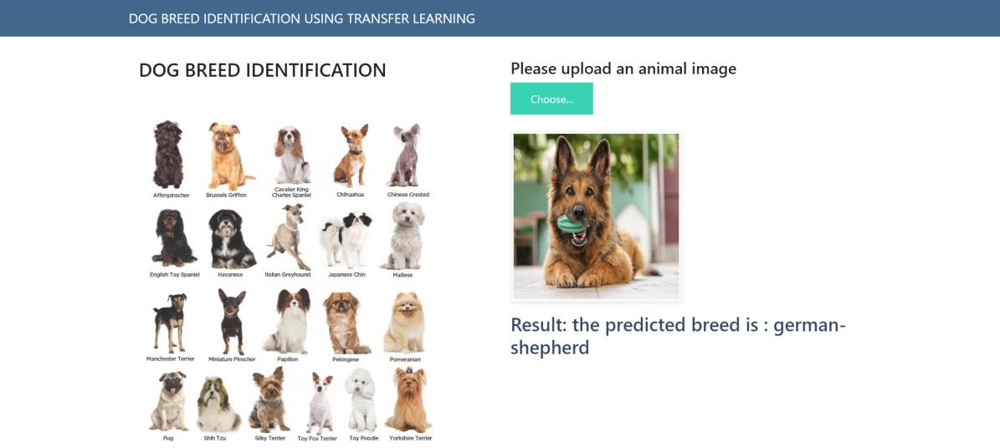 DOG BREED IDENTIFICATION USING TRANSFER LEARNING
DOG BREED IDENTIFICATION
Affenpinscher
Brussels Griffon
Cavalier King
Charles Spaniel
Chihuahua
Chinese Crested
English Toy Spaniel
Havanese
Italian Greyhound
Japanese Chin
Maltese
Manchester Terrier
Miniature Pinscher
Papillon
Pekingese
Pomeranian
Pug
Shih Tzu
Silky Terrier
Toy Fox Terrier
Toy Poodle
Yorkshire Terrier
Please upload an animal image
Choose...
Result: the predicted breed is : german-
shepherd